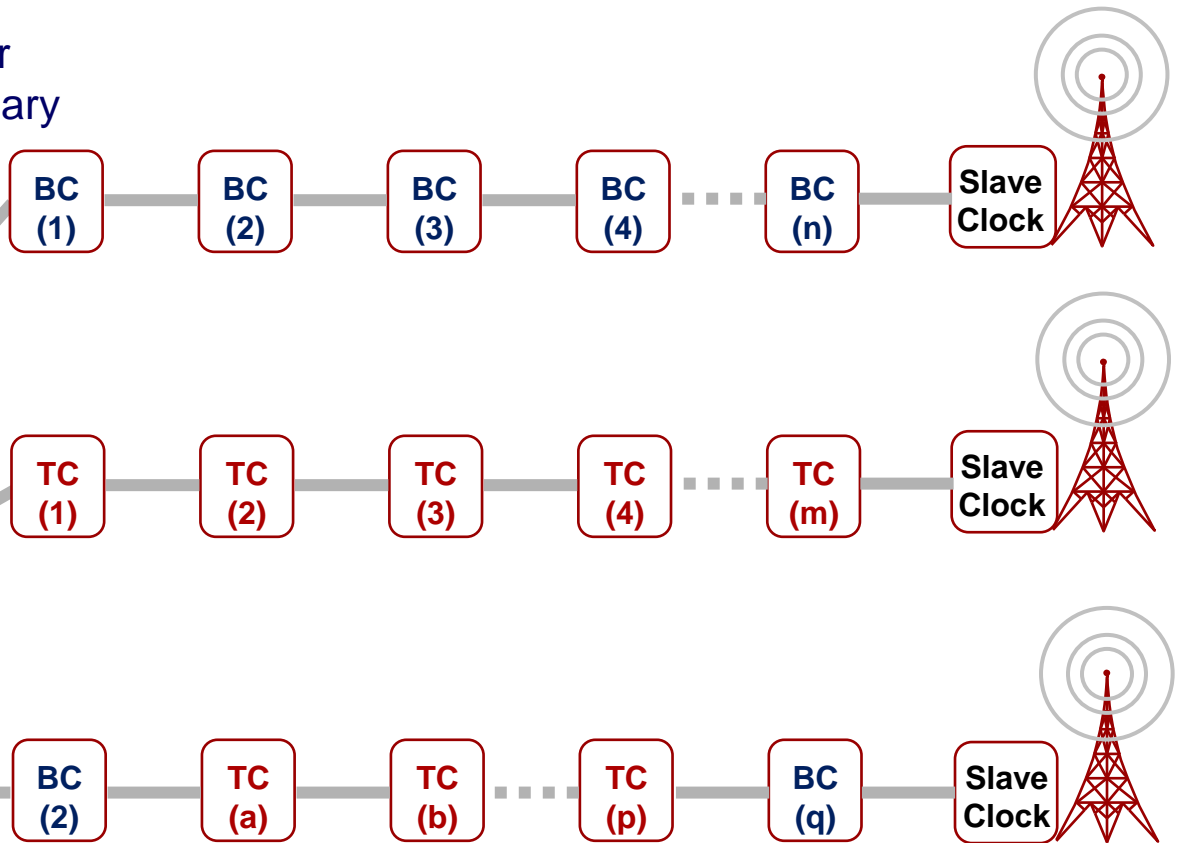 r
ary
BC
(1)
BC
(2)
BC
(3)
BC
(4)
BC
(n)
Slave
Clock
TC
(1)
TC
(2)
TC
(3)
TC
(4)
TC
(m)
Slave
Clock
BC
(2)
TC
(a)
TC
(b)
TC
(p)
BC
(q)
Slave
Clock